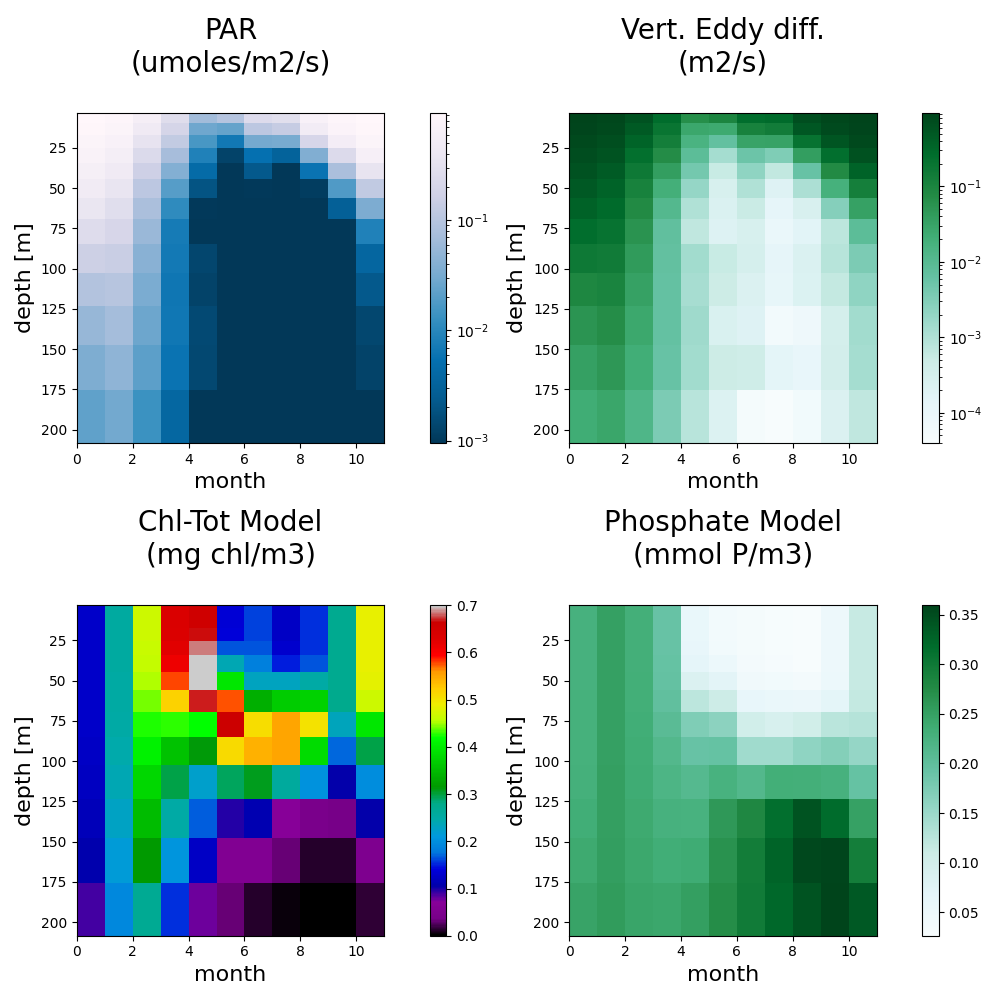 PAR
(umoles/m2/s)
25
50
75
100
125
150
175
200
depth [m]
0 2 4 6 8 10
month
10⁻¹
10⁻²
10⁻³
Vert. Eddy diff.
(m2/s)
25
50
75
100
125
150
175
200
depth [m]
0 2 4 6 8 10
month
10⁻¹
10⁻²
10⁻³
10⁻⁴
Chl-Tot Model
(mg chl/m3)
25
50
75
100
125
150
175
200
depth [m]
0 2 4 6 8 10
month
0.7
0.6
0.5
0.4
0.3
0.2
0.1
0.0
Phosphate Model
(mmol P/m3)
25
50
75
100
125
150
175
200
depth [m]
0 2 4 6 8 10
month
0.35
0.30
0.25
0.20
0.15
0.10
0.05